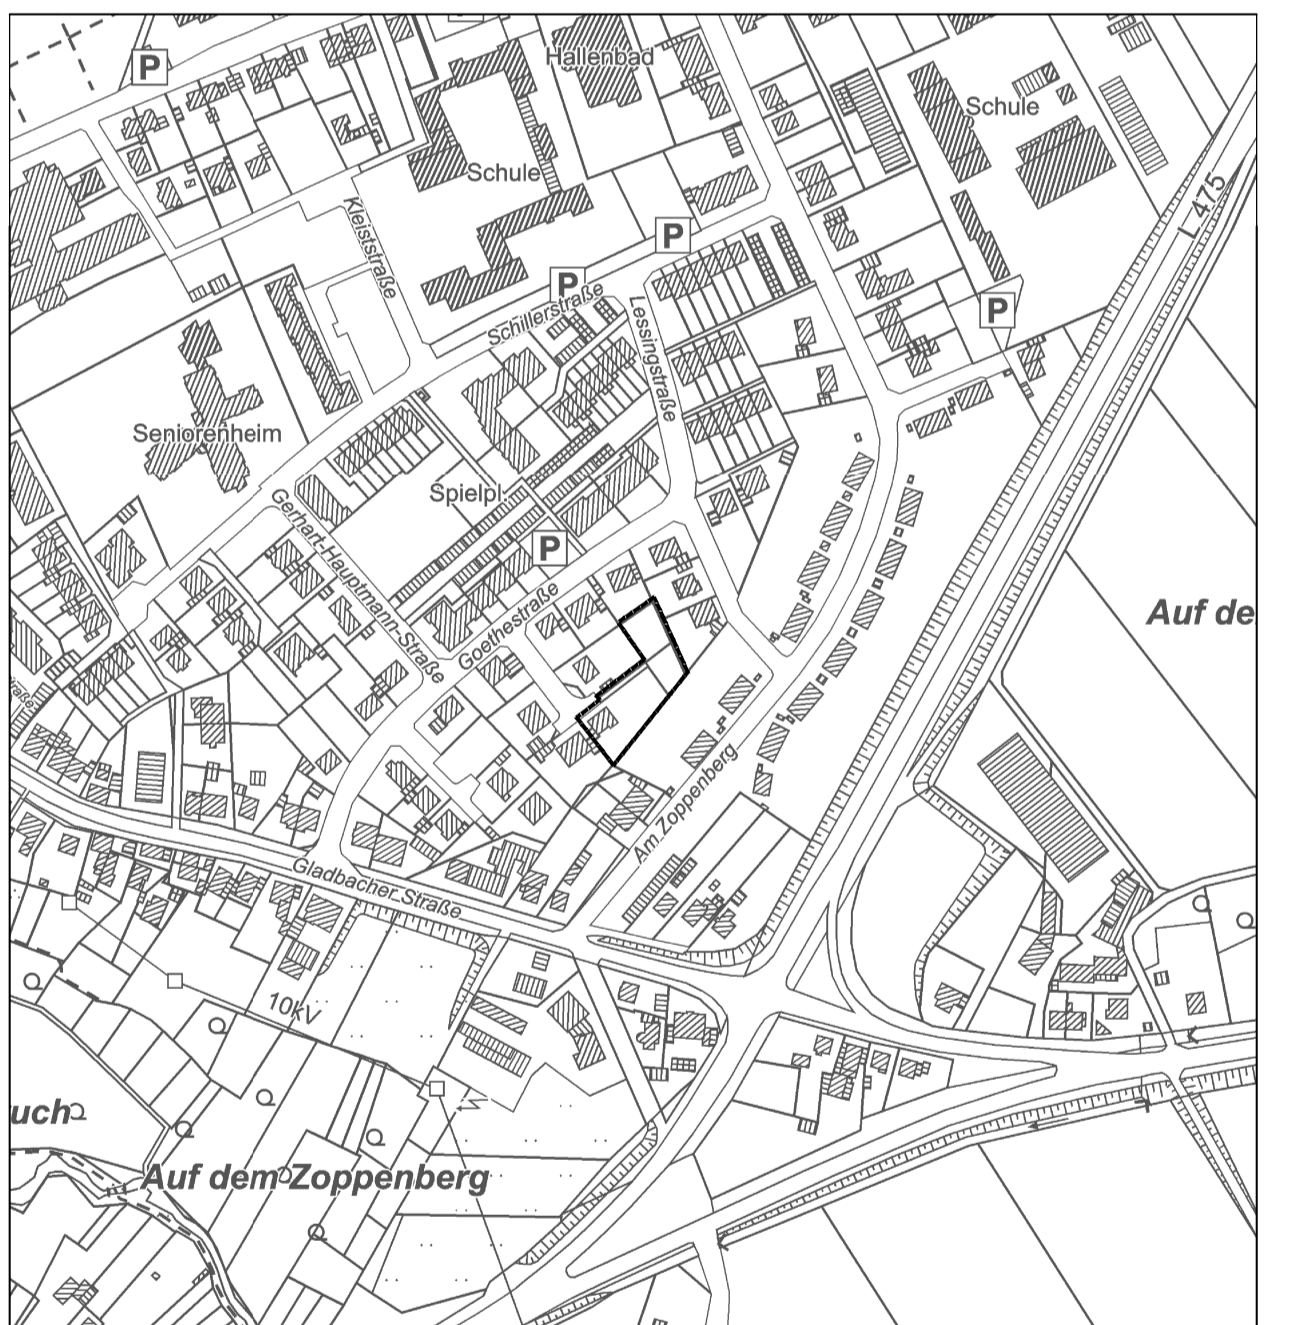 Hallenbad
P
Schule
Schule
L 475
Kleiststraße
P
P
Schillerstraße
Lessingstraße
P
Seniorenheim
Spielpl.
Gerhart-Hauptmann-Straße
P
Goethestraße
Auf de
Am Zoppenberg
Gladbacher Straße
10kV
uch
Auf dem Zoppenberg